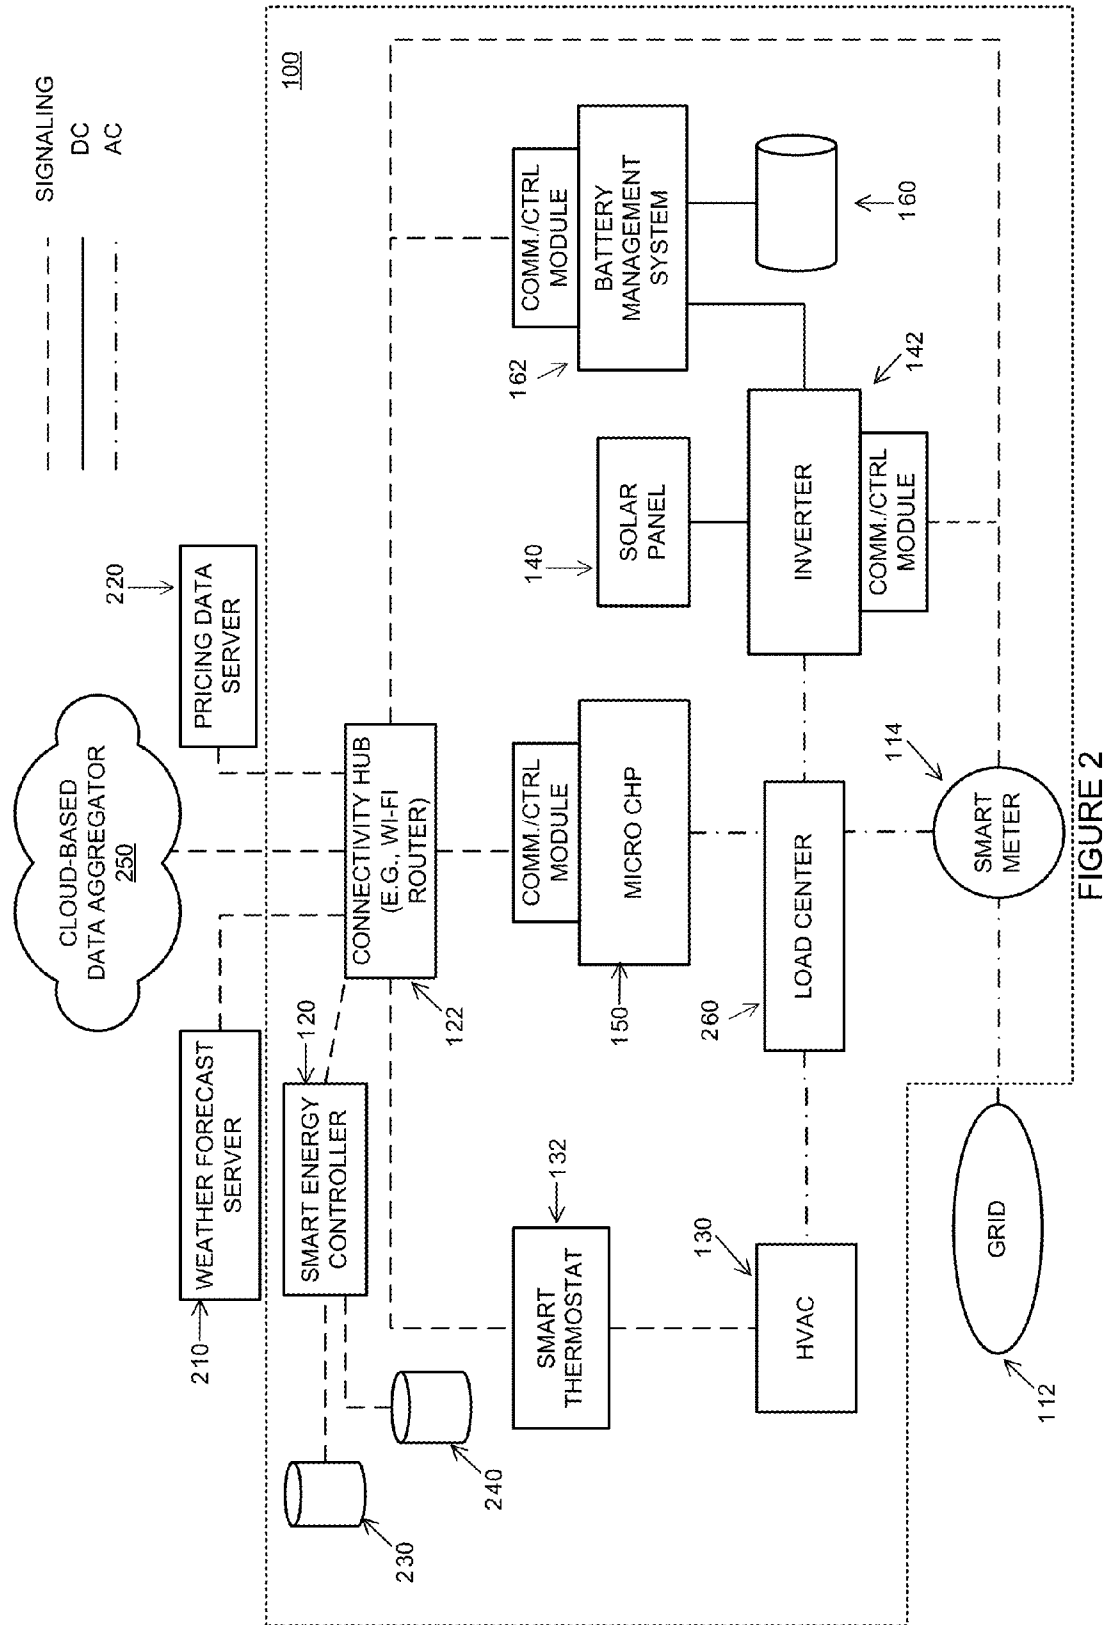 SIGNALING
DC
AC
CLOUD-BASED
DATA AGGREGATOR
250
210
WEATHER FORECAST
SERVER
PRICING DATA
SERVER
220
100
230
240
SMART ENERGY
CONTROLLER
120
122
CONNECTIVITY HUB
(E.G., WI-FI
ROUTER)
SMART
THERMOSTAT
132
COMM./CTRL
MODULE
MICRO CHP
150
COMM./CTRL
MODULE
BATTERY
MANAGEMENT
SYSTEM
162
160
140
SOLAR
PANEL
INVERTER
142
COMM./CTRL
MODULE
HVAC
130
260
LOAD CENTER
112
GRID
SMART
METER
114
FIGURE 2